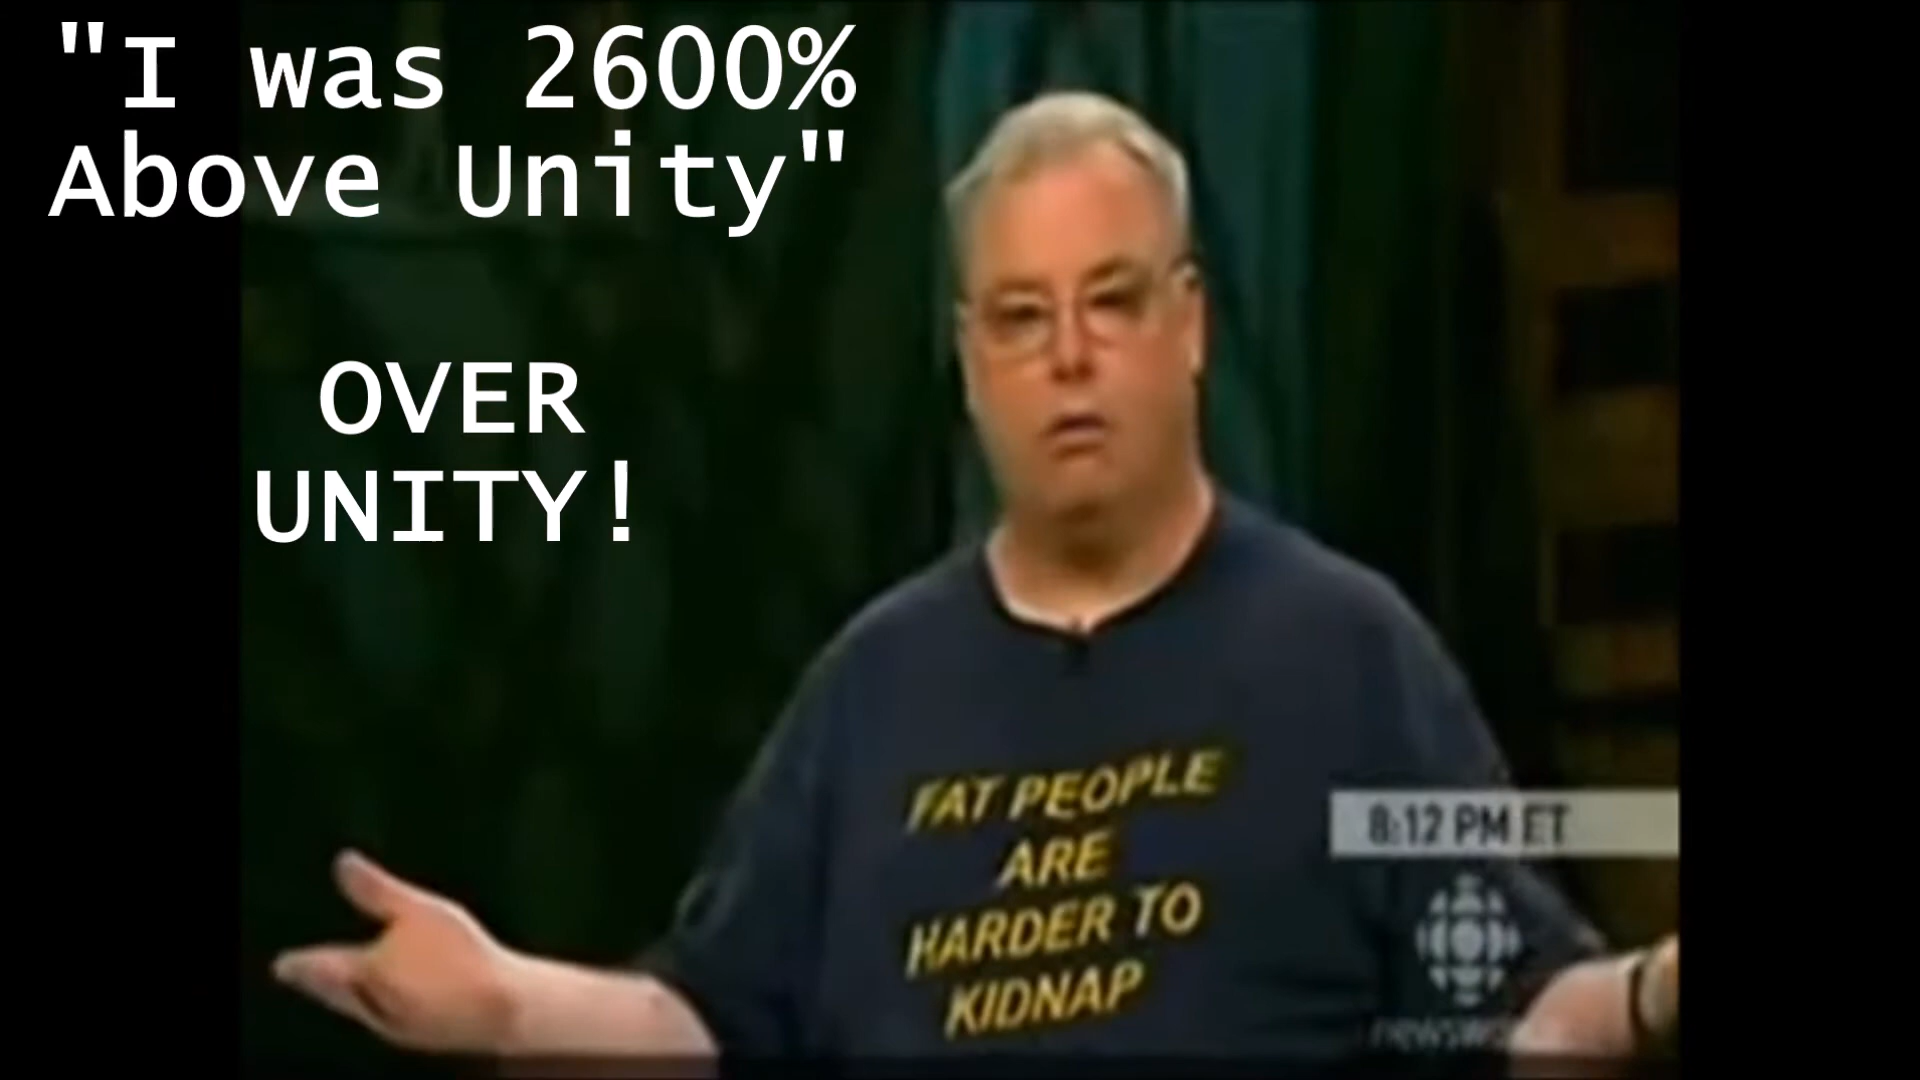 "I was 2600%
Above Unity"
OVER
UNITY!
FAT PEOPLE
ARE
HARDER TO
KIDNAP
8:12 PM ET